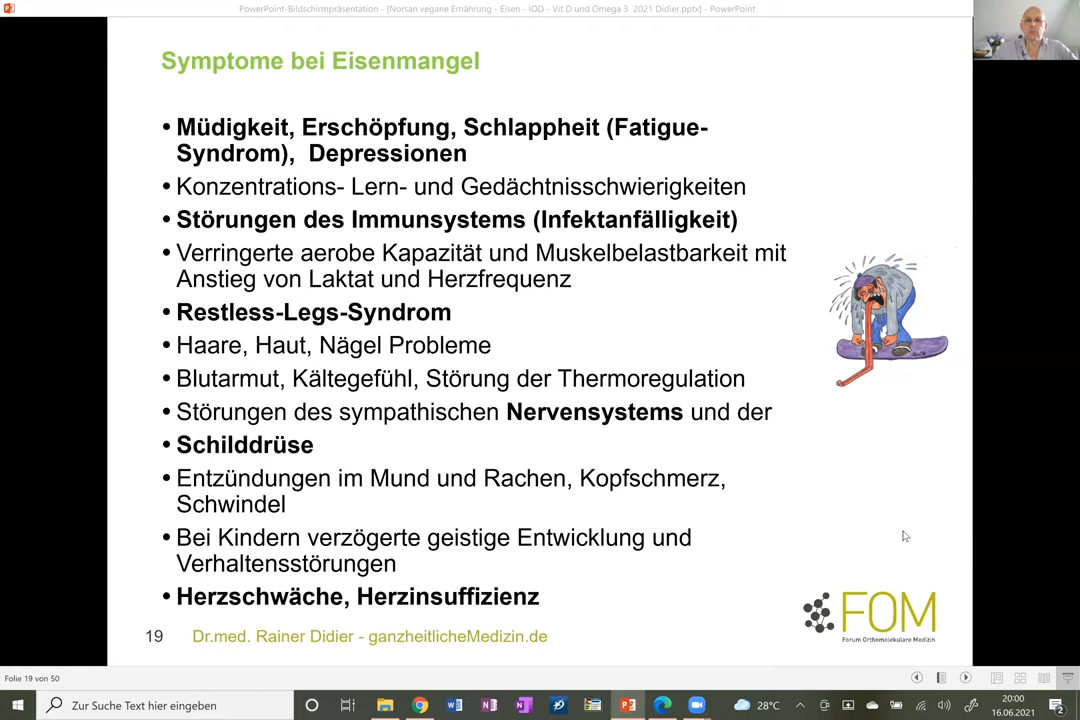 PowerPoint-Bildschirmpräsentation - [Norsan vegane Ernährung - Eisen - IOD - Vit D und Omega 3 2021 Didier.pptx] - PowerPoint
Symptome bei Eisenmangel
• Müdigkeit, Erschöpfung, Schlappheit (Fatigue-
Syndrom), Depressionen
• Konzentrations- Lern- und Gedächtnisschwierigkeiten
• Störungen des Immunsystems (Infektanfälligkeit)
• Verringerte aerobe Kapazität und Muskelbelastbarkeit mit
Anstieg von Laktat und Herzfrequenz
• Restless-Legs-Syndrom
• Haare, Haut, Nägel Probleme
• Blutarmut, Kältegefühl, Störung der Thermoregulation
• Störungen des sympathischen Nervensystems und der
• Schilddrüse
• Entzündungen im Mund und Rachen, Kopfschmerz,
Schwindel
• Bei Kindern verzögerte geistige Entwicklung und
Verhaltensstörungen
• Herzschwäche, Herzinsuffizienz
FOM
Forum Orthomolekulare Medizin
19 Dr.med. Rainer Didier - ganzheitlicheMedizin.de
Folie 19 von 50
Zur Suche Text hier eingeben
28°C
20:00
16.06.2021
2